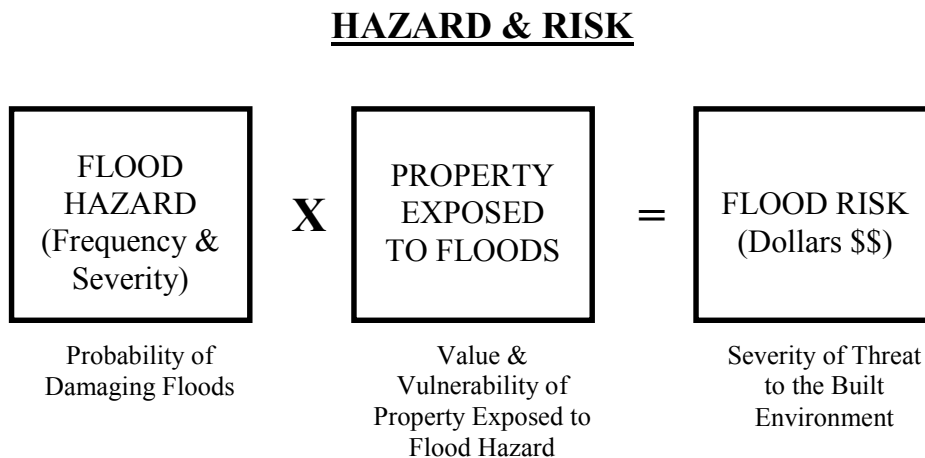 HAZARD & RISK
FLOOD
HAZARD
(Frequency &
Severity)
X
PROPERTY
EXPOSED
TO FLOODS
=
FLOOD RISK
(Dollars $$)
Probability of
Damaging Floods
Value &
Vulnerability of
Property Exposed to
Flood Hazard
Severity of Threat
to the Built
Environment